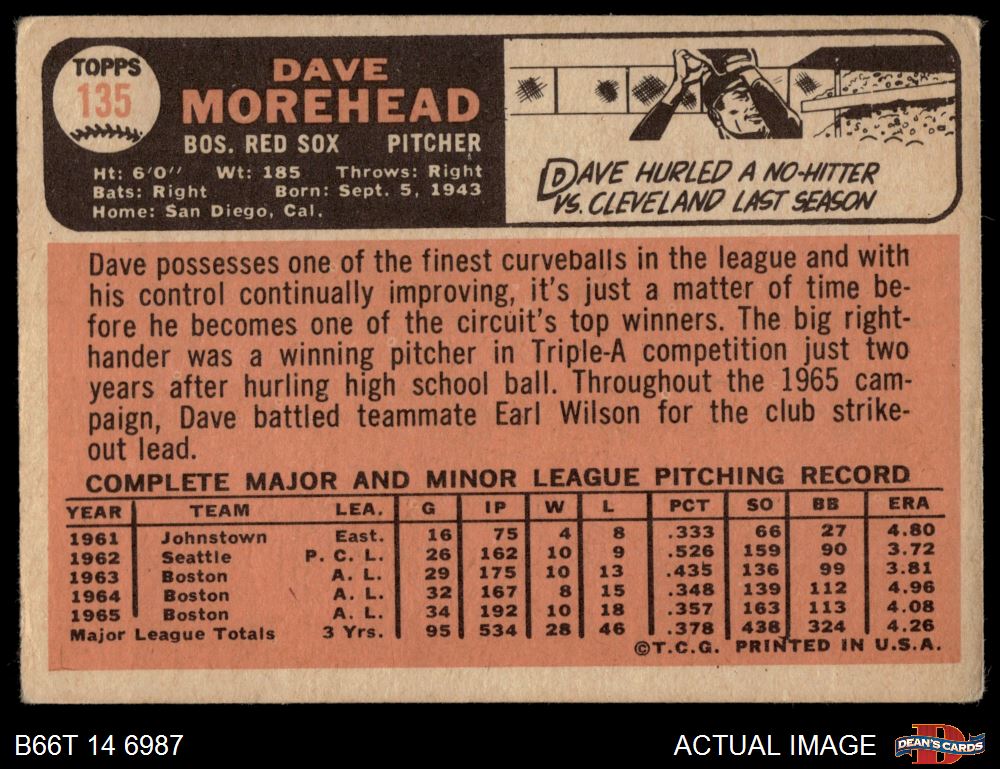 TOPPS
135
DAVE
MOREHEAD
BOS. RED SOX PITCHER
Ht: 6'0'' Wt: 185 Throws: Right
Bats: Right Born: Sept. 5, 1943
Home: San Diego, Cal.
DAVE HURLED A NO-HITTER
VS. CLEVELAND LAST SEASON
Dave possesses one of the finest curveballs in the league and with
his control continually improving, it's just a matter of time be-
fore he becomes one of the circuit's top winners. The big right-
hander was a winning pitcher in Triple-A competition just two
years after hurling high school ball. Throughout the 1965 cam-
paign, Dave battled teammate Earl Wilson for the club strike-
out lead.
COMPLETE MAJOR AND MINOR LEAGUE PITCHING RECORD
YEAR TEAM LEA. G IP W L PCT SO BB ERA
1961 Johnstown East. 16 75 4 8 .333 66 27 4.80
1962 Seattle P. C. L. 26 162 10 9 .526 159 90 3.72
1963 Boston A. L. 29 175 10 13 .435 136 99 3.81
1964 Boston A. L. 32 167 8 15 .348 139 112 4.96
1965 Boston A. L. 34 192 10 18 .357 163 113 4.08
Major League Totals 3 Yrs. 95 534 28 46 .378 438 324 4.26
©T.C.G. PRINTED IN U.S.A.
B66T 14 6987
ACTUAL IMAGE
D
DEAN'S CARDS